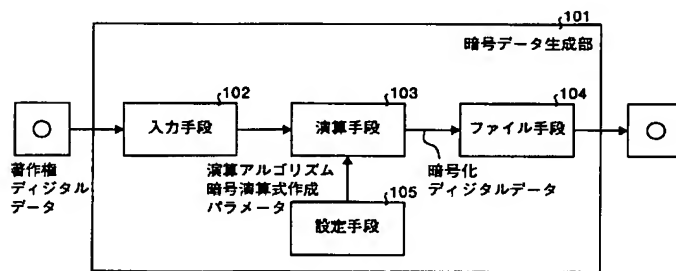 101
暗号データ生成部
102
103
104
入力手段
演算手段
ファイル手段
著作権
ディジタル
データ
演算アルゴリズム
暗号演算式作成
パラメータ
暗号化
ディジタルデータ
105
設定手段